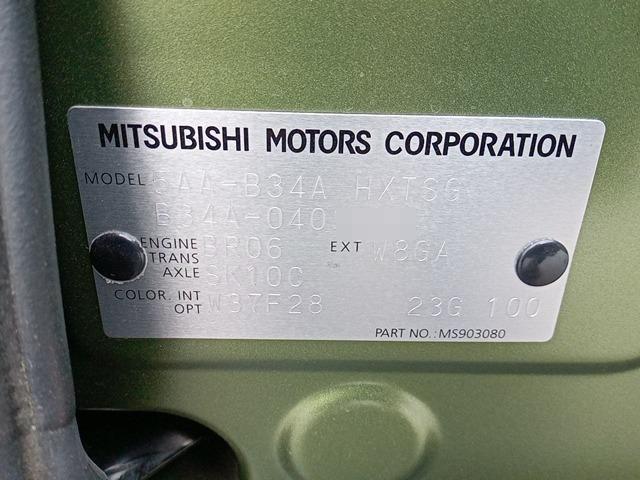 MITSUBISHI MOTORS CORPORATION
MODEL 5AA-B34A HXTSG
B34A-040
ENGINE BR06 EXT W8GA
TRANS
AXLE SK10C
COLOR. INT W37F28 23G 100
OPT
PART NO.:MS903080